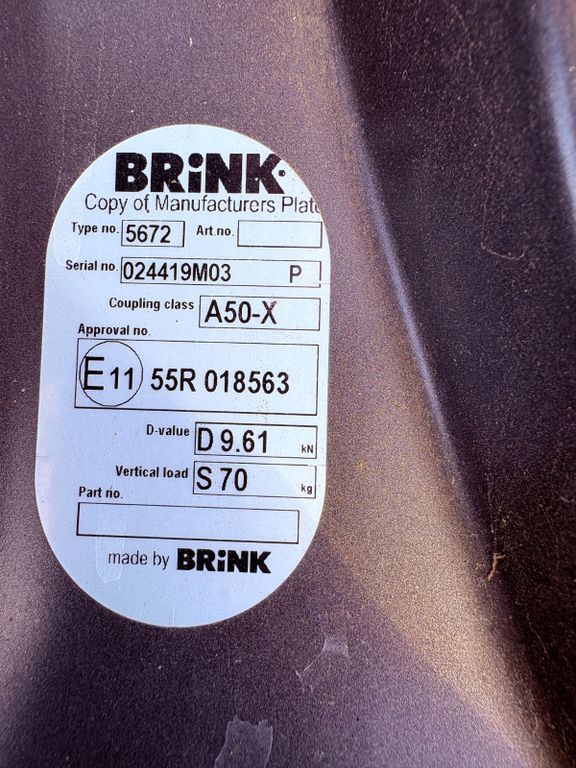 BRiNK
Copy of Manufacturers Plate
Type no. 5672 Art.no.
Serial no. 024419M03 P
Coupling class A50-X
Approval no.
E11 55R 018563
D-value D 9.61 kN
Vertical load S 70 kg
Part no.
made by BRiNK